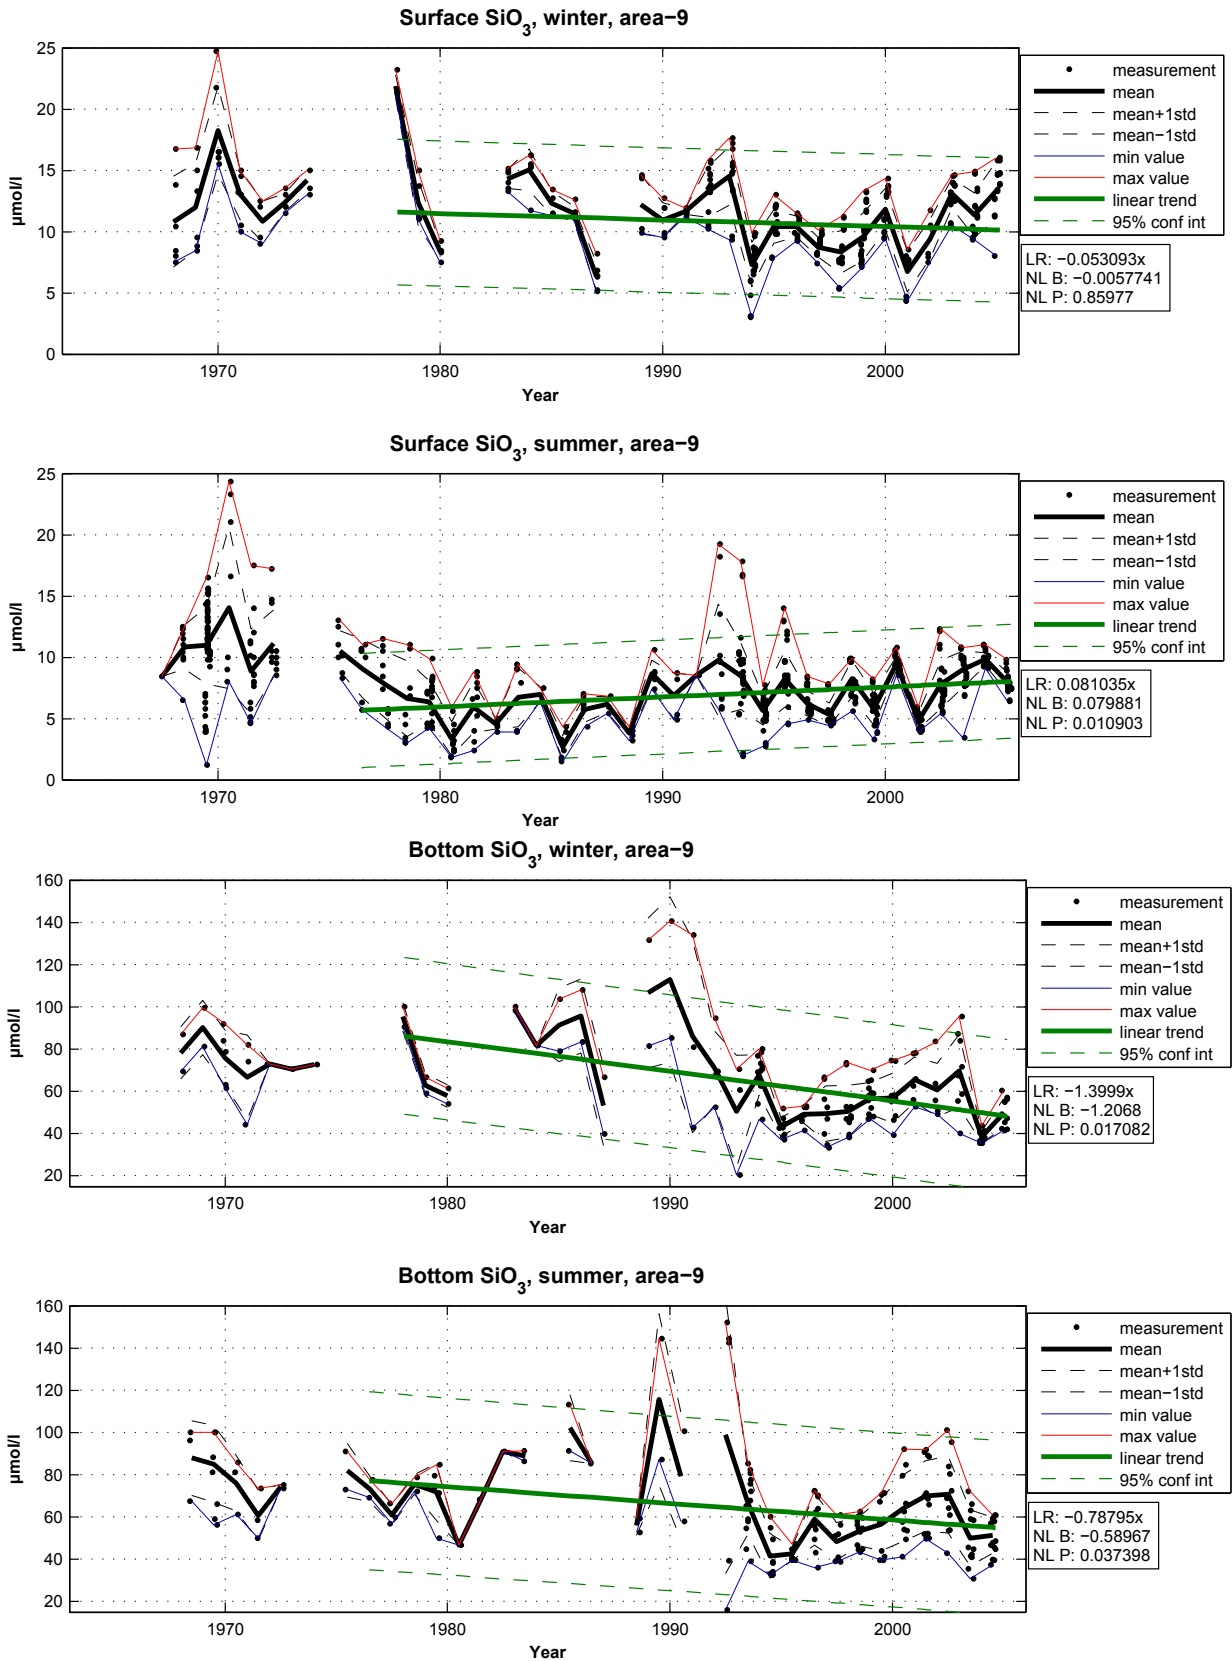 Surface SiO3, winter, area−9
25
20
15
10
5
0
µmol/l
1970
1980
1990
2000
Year
measurement
mean
mean+1std
mean−1std
min value
max value
linear trend
95% conf int
LR: −0.053093x
NL B: −0.0057741
NL P: 0.85977
Surface SiO3, summer, area−9
25
20
15
10
5
0
µmol/l
1970
1980
1990
2000
Year
measurement
mean
mean+1std
mean−1std
min value
max value
linear trend
95% conf int
LR: 0.081035x
NL B: 0.079881
NL P: 0.010903
Bottom SiO3, winter, area−9
160
140
120
100
80
60
40
20
µmol/l
1970
1980
1990
2000
Year
measurement
mean
mean+1std
mean−1std
min value
max value
linear trend
95% conf int
LR: −1.3999x
NL B: −1.2068
NL P: 0.017082
Bottom SiO3, summer, area−9
160
140
120
100
80
60
40
20
µmol/l
1970
1980
1990
2000
Year
measurement
mean
mean+1std
mean−1std
min value
max value
linear trend
95% conf int
LR: −0.78795x
NL B: −0.58967
NL P: 0.037398